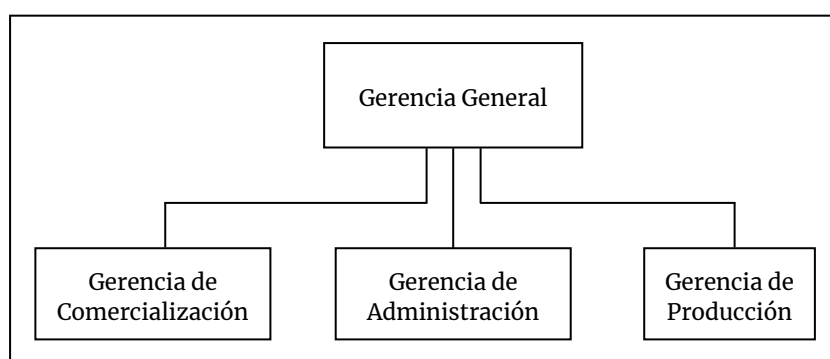 Gerencia General
Gerencia de
Comercialización
Gerencia de
Administración
Gerencia de
Producción